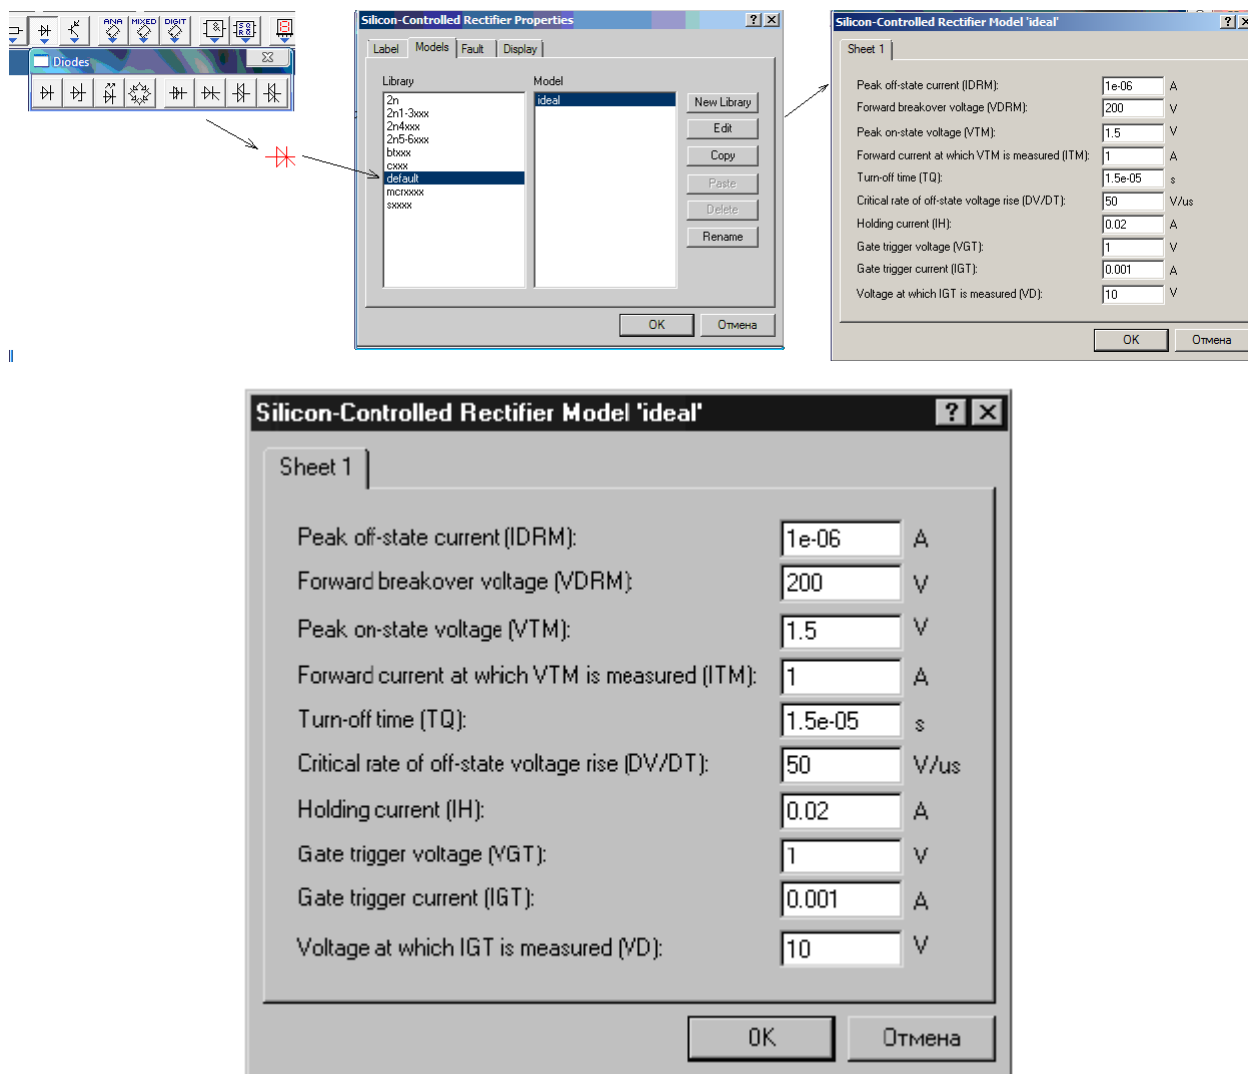 ANA MIXED DIGIT
Diodes
Silicon-Controlled Rectifier Properties
Label Models Fault Display
Library Model
2n
2n1-3xxx
2n4xxx
2n5-6xxx
btxxx
cxxx
default
mcrxxxx
sxxxx
ideal
New Library
Edit
Copy
Paste
Delete
Rename
OK Отмена
Silicon-Controlled Rectifier Model 'ideal'
Sheet 1
Peak off-state current (IDRM): 1e-06 A
Forward breakover voltage (VDRM): 200 V
Peak on-state voltage (VTM): 1.5 V
Forward current at which VTM is measured (ITM): 1 A
Turn-off time (TQ): 1.5e-05 s
Critical rate of off-state voltage rise (DV/DT): 50 V/us
Holding current (IH): 0.02 A
Gate trigger voltage (VGT): 1 V
Gate trigger current (IGT): 0.001 A
Voltage at which IGT is measured (VD): 10 V
OK Отмена
Silicon-Controlled Rectifier Model 'ideal'
Sheet 1
Peak off-state current (IDRM): 1e-06 A
Forward breakover voltage (VDRM): 200 V
Peak on-state voltage (VTM): 1.5 V
Forward current at which VTM is measured (ITM): 1 A
Turn-off time (TQ): 1.5e-05 s
Critical rate of off-state voltage rise (DV/DT): 50 V/us
Holding current (IH): 0.02 A
Gate trigger voltage (VGT): 1 V
Gate trigger current (IGT): 0.001 A
Voltage at which IGT is measured (VD): 10 V
OK Отмена